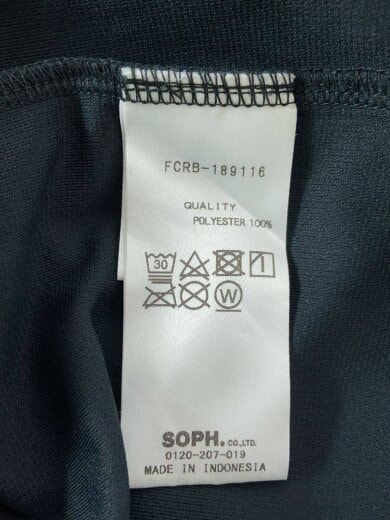 FCRB-189116
QUALITY
POLYESTER 100%
30
W
SOPH. CO.,LTD.
0120-207-019
MADE IN INDONESIA